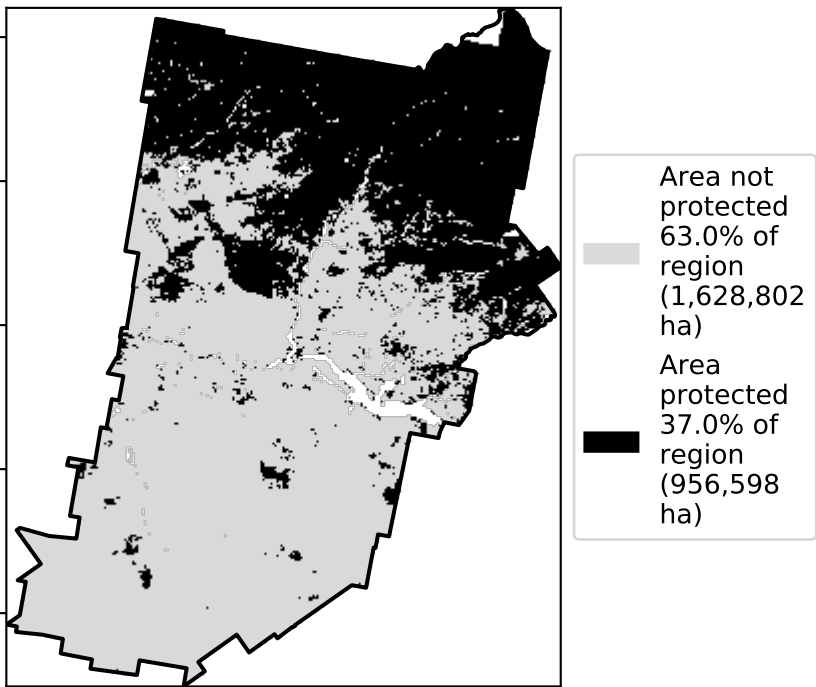 Area not
protected
63.0% of
region
(1,628,802
ha)
Area
protected
37.0% of
region
(956,598
ha)